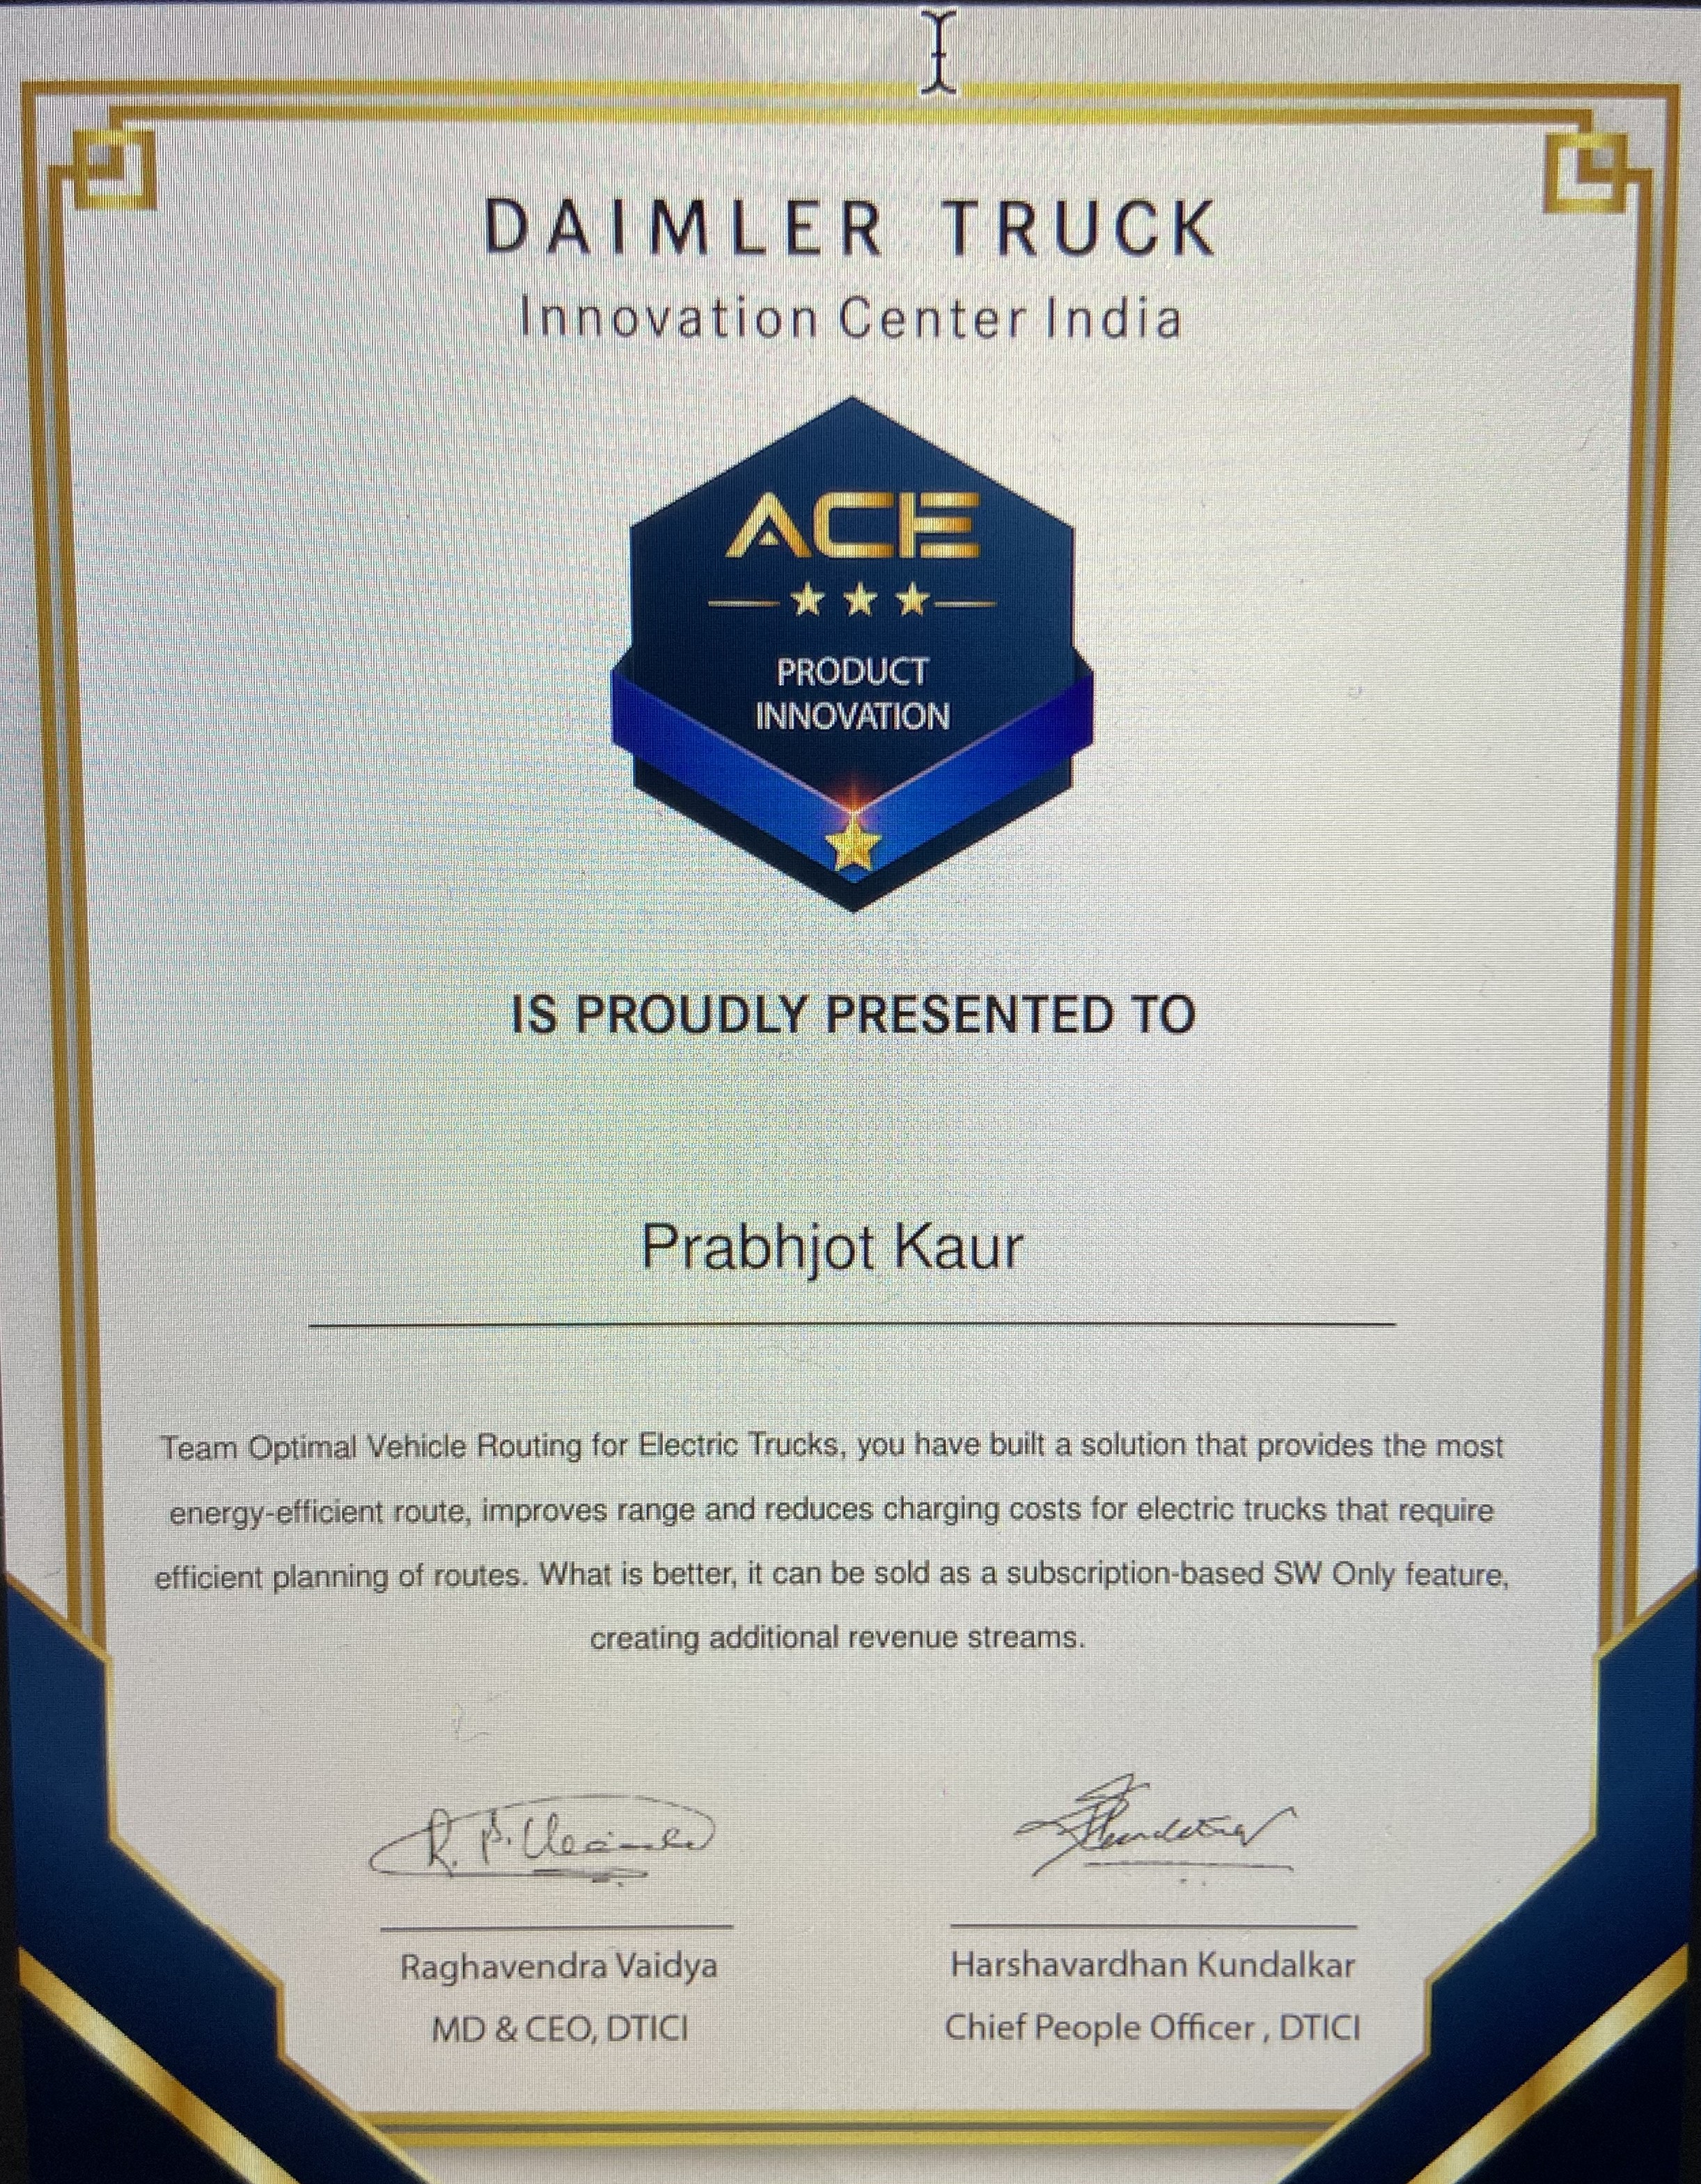 DAIMLER TRUCK
Innovation Center India
ACE
PRODUCT
INNOVATION
IS PROUDLY PRESENTED TO
Prabhjot Kaur
Team Optimal Vehicle Routing for Electric Trucks, you have built a solution that provides the most
energy-efficient route, improves range and reduces charging costs for electric trucks that require
efficient planning of routes. What is better, it can be sold as a subscription-based SW Only feature,
creating additional revenue streams.
Raghavendra Vaidya
Harshavardhan Kundalkar
MD & CEO, DTICI
Chief People Officer , DTICI